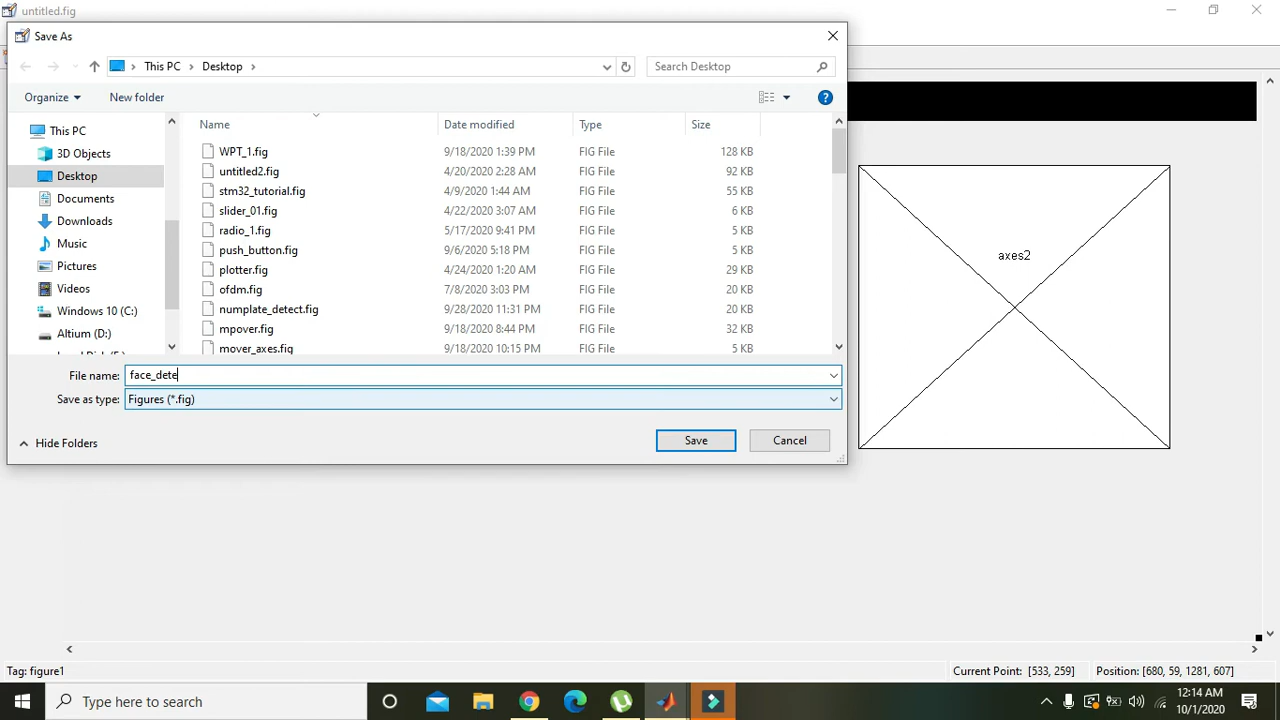 untitled.fig
Save As
This PC
Desktop
Search Desktop
Organize
New folder
This PC
3D Objects
Desktop
Documents
Downloads
Music
Pictures
Videos
Windows 10 (C:)
Altium (D:)
Name Date modified Type Size
WPT_1.fig 9/18/2020 1:39 PM FIG File 128 KB
untitled2.fig 4/20/2020 2:28 AM FIG File 92 KB
stm32_tutorial.fig 4/9/2020 1:44 AM FIG File 55 KB
slider_01.fig 4/22/2020 3:07 AM FIG File 6 KB
radio_1.fig 5/17/2020 9:41 PM FIG File 5 KB
push_button.fig 9/6/2020 5:18 PM FIG File 5 KB
plotter.fig 4/24/2020 1:20 AM FIG File 29 KB
ofdm.fig 7/8/2020 3:03 PM FIG File 20 KB
numplate_detect.fig 9/28/2020 11:31 PM FIG File 20 KB
mpover.fig 9/18/2020 8:44 PM FIG File 32 KB
mover_axes.fig 9/18/2020 10:15 PM FIG File 5 KB
File name: face_dete
Save as type: Figures (*.fig)
Hide Folders
Save
Cancel
axes2
Tag: figure1
Current Point: [533, 259]
Position: [680, 59, 1281, 607]
Type here to search
12:14 AM
10/1/2020